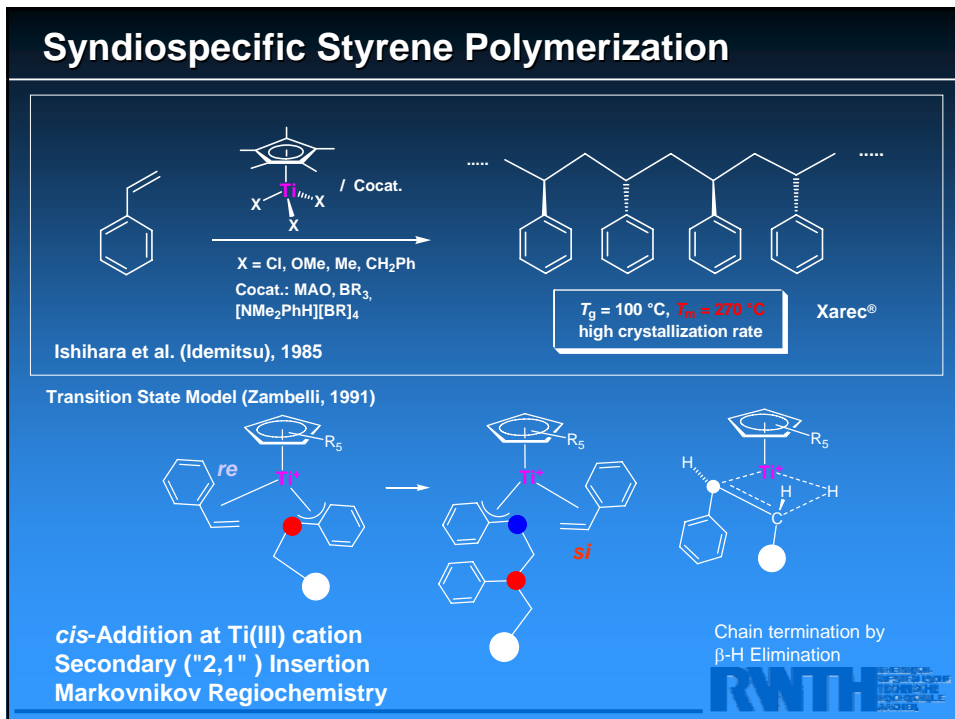 Syndiospecific Styrene Polymerization
.....
.....
Ti
X
X
X
/ Cocat.
X = Cl, OMe, Me, CH2Ph
Cocat.: MAO, BR3,
[NMe2PhH][BR]4
Tg = 100 °C, Tm = 270 °C
high crystallization rate
Xarec®
Ishihara et al. (Idemitsu), 1985
Transition State Model (Zambelli, 1991)
R5
re
Ti+
R5
Ti+
si
R5
H
Ti+
H
H
C
cis-Addition at Ti(III) cation
Secondary ("2,1" ) Insertion
Markovnikov Regiochemistry
Chain termination by
β-H Elimination
RWTH